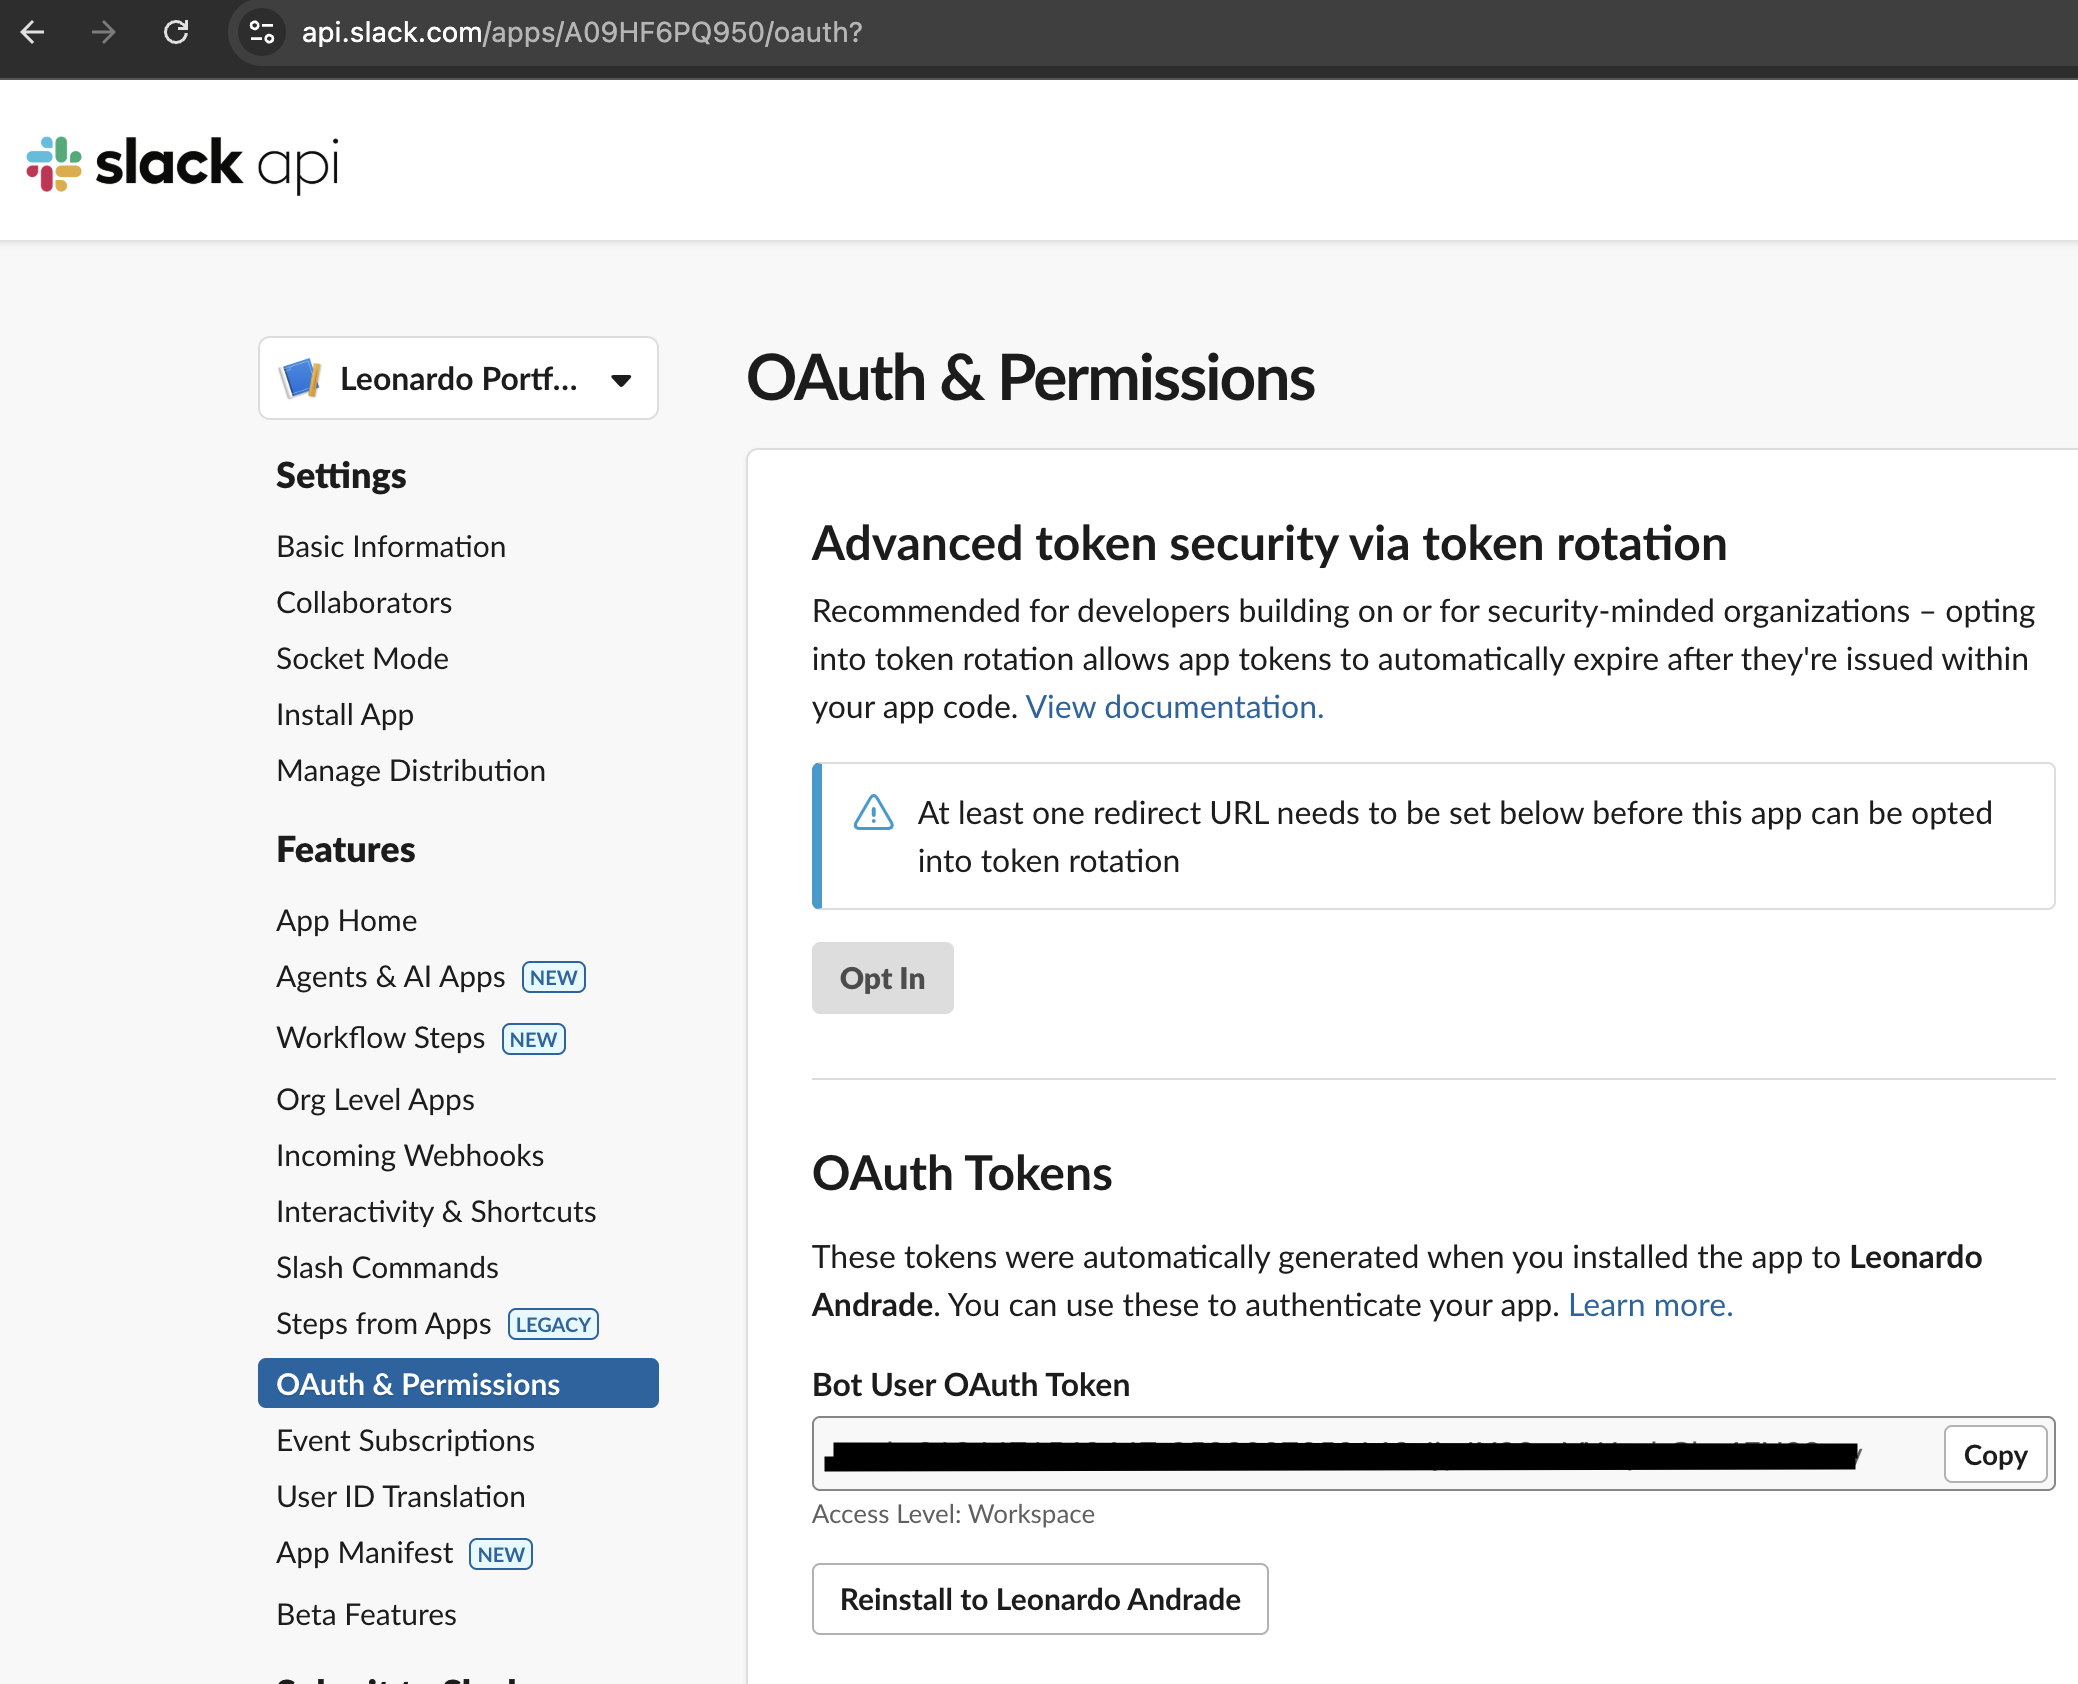 api.slack.com/apps/A09HF6PQ950/oauth?
slack api
Leonardo Portf...
Settings
Basic Information
Collaborators
Socket Mode
Install App
Manage Distribution
Features
App Home
Agents & AI Apps NEW
Workflow Steps NEW
Org Level Apps
Incoming Webhooks
Interactivity & Shortcuts
Slash Commands
Steps from Apps LEGACY
OAuth & Permissions
Event Subscriptions
User ID Translation
App Manifest NEW
Beta Features
OAuth & Permissions
Advanced token security via token rotation
Recommended for developers building on or for security-minded organizations – opting
into token rotation allows app tokens to automatically expire after they're issued within
your app code. View documentation.
At least one redirect URL needs to be set below before this app can be opted
into token rotation
Opt In
OAuth Tokens
These tokens were automatically generated when you installed the app to Leonardo
Andrade. You can use these to authenticate your app. Learn more.
Bot User OAuth Token
Copy
Access Level: Workspace
Reinstall to Leonardo Andrade